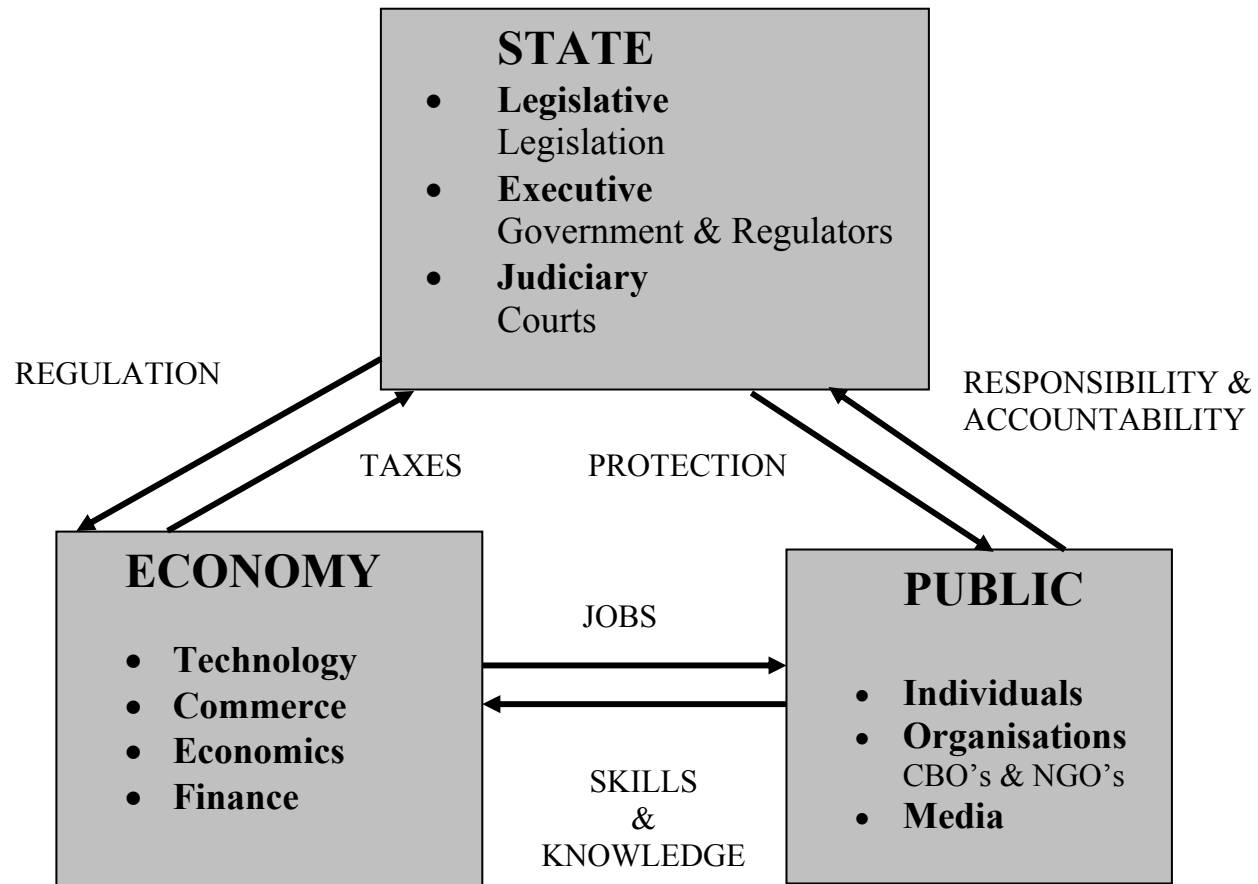 STATE
• Legislative
Legislation
• Executive
Government & Regulators
• Judiciary
Courts
REGULATION
TAXES
PROTECTION
RESPONSIBILITY &
ACCOUNTABILITY
ECONOMY
• Technology
• Commerce
• Economics
• Finance
JOBS
SKILLS
&
KNOWLEDGE
PUBLIC
• Individuals
• Organisations
CBO’s & NGO’s
• Media